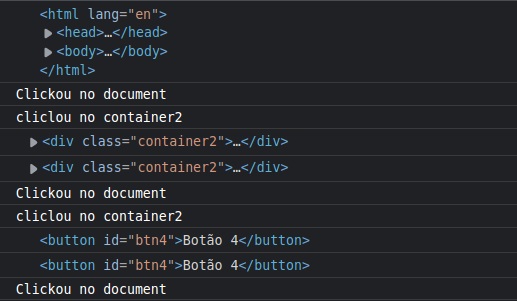 <html lang="en">
▶ <head>…</head>
▶ <body>…</body>
</html>
Clickou no document
cliclou no container2
▶ <div class="container2">…</div>
▶ <div class="container2">…</div>
Clickou no document
cliclou no container2
<button id="btn4">Botão 4</button>
<button id="btn4">Botão 4</button>
Clickou no document